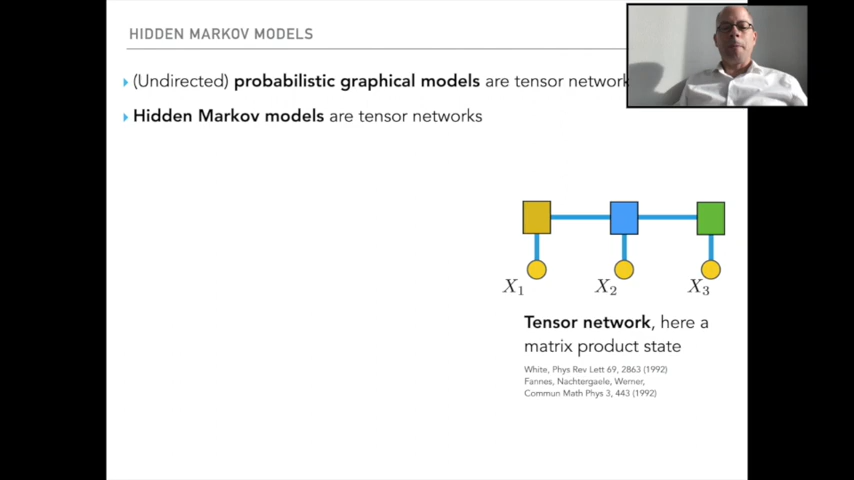 HIDDEN MARKOV MODELS
(Undirected) probabilistic graphical models are tensor network
Hidden Markov models are tensor networks
X1 X2 X3
Tensor network, here a
matrix product state
White, Phys Rev Lett 69, 2863 (1992)
Fannes, Nachtergaele, Werner,
Commun Math Phys 3, 443 (1992)